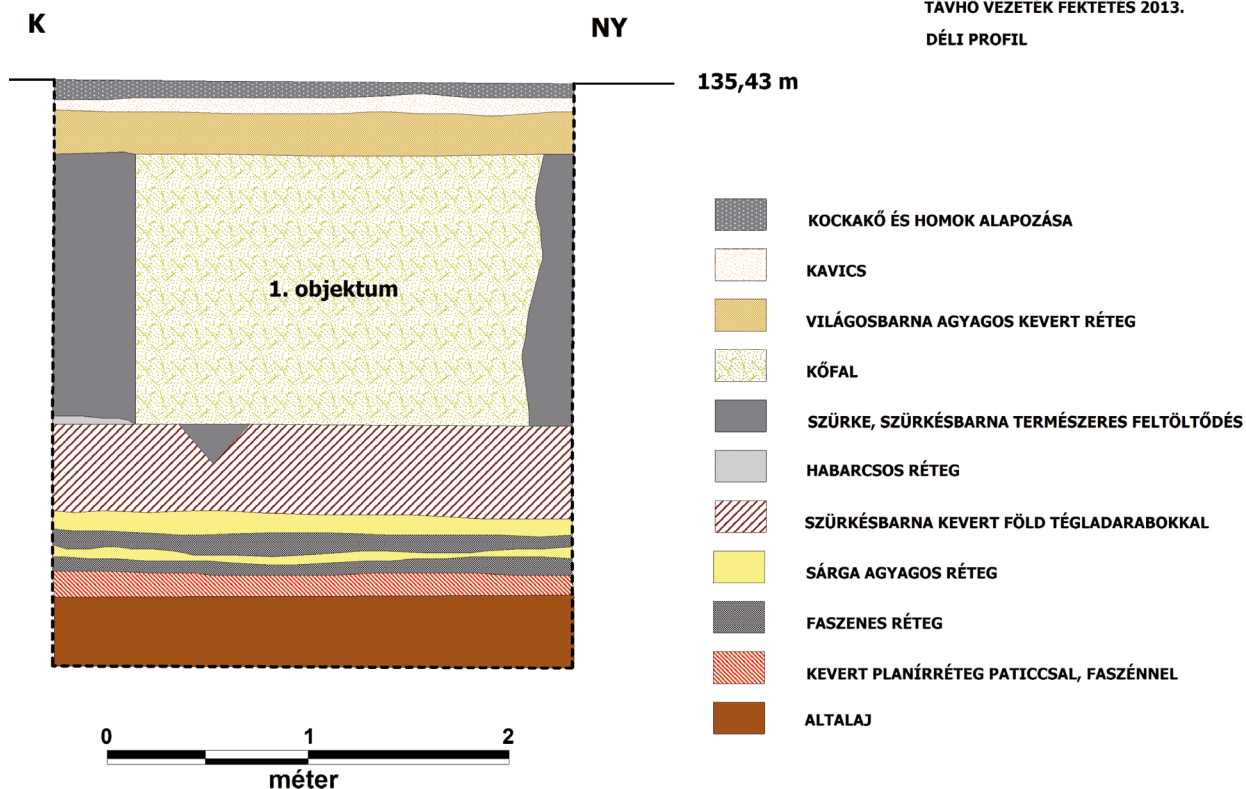 TÁVHŐ VEZETÉK FEKTETÉS 2013.
DÉLI PROFIL
K
NY
135,43 m
1. objektum
KOCKAKŐ ÉS HOMOK ALAPOZÁSA
KAVICS
VILÁGOSBARNA AGYAGOS KEVERT RÉTEG
KŐFAL
SZÜRKE, SZÜRKÉSBARNA TERMÉSZERES FELTÖLTŐDÉS
HABARCSOS RÉTEG
SZÜRKÉSBARNA KEVERT FÖLD TÉGLADARABOKKAL
SÁRGA AGYAGOS RÉTEG
FASZENES RÉTEG
KEVERT PLANÍRRÉTEG PATICCSAL, FASZÉNNEL
ALTALAJ
0 1 2
méter